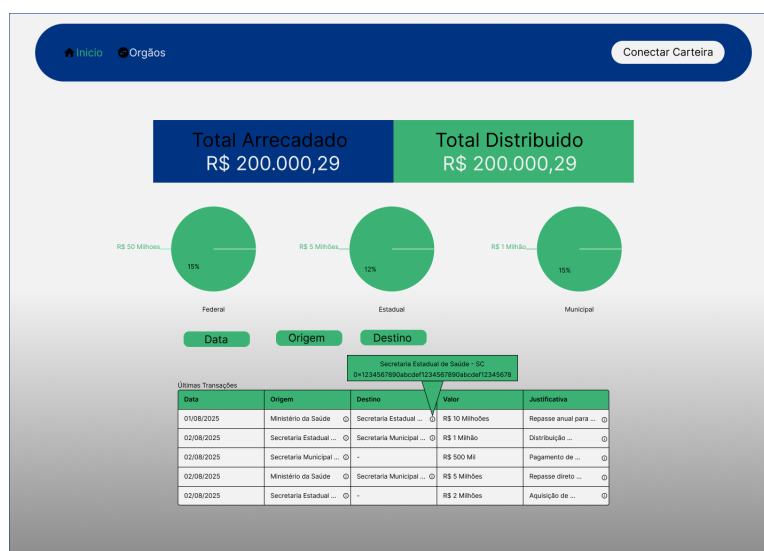 Inicio Orgãos Conectar Carteira
Total Arrecadado Total Distribuido
R$ 200.000,29 R$ 200.000,29
R$ 50 Milhoes R$ 5 Milhões R$ 1 Milhão
15% 12% 15%
Federal Estadual Municipal
Data Origem Destino
Secretaria Estadual de Saúde - SC
0x1234567890abcdef1234567890abcdef12345678
Últimas Transações
Data Origem Destino Valor Justificativa
01/08/2025 Ministério da Saúde Secretaria Estadual ... R$ 10 Milhoões Repasse anual para ...
02/08/2025 Secretaria Estadual ... Secretaria Municipal ... R$ 1 Milhão Distribuição ...
02/08/2025 Secretaria Municipal ... - R$ 500 Mil Pagamento de ...
02/08/2025 Ministério da Saúde Secretaria Municipal ... R$ 5 Milhões Repasse direto ...
02/08/2025 Secretaria Estadual ... - R$ 2 Milhões Aquisição de ...